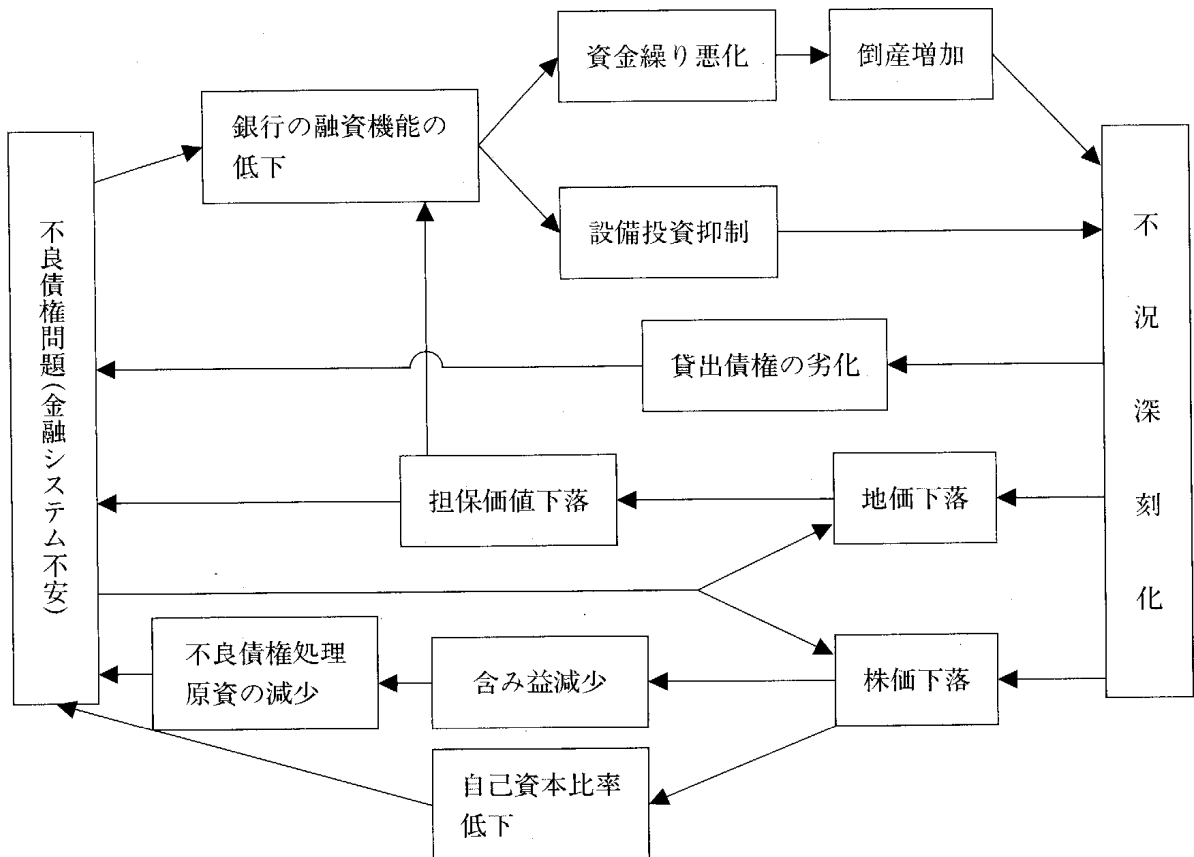 資金繰り悪化
倒産増加
銀行の融資機能の
低下
不良債権問題(金融システム不安)
設備投資抑制
不況深刻化
貸出債権の劣化
担保価値下落
地価下落
不良債権処理
原資の減少
含み益減少
株価下落
自己資本比率
低下